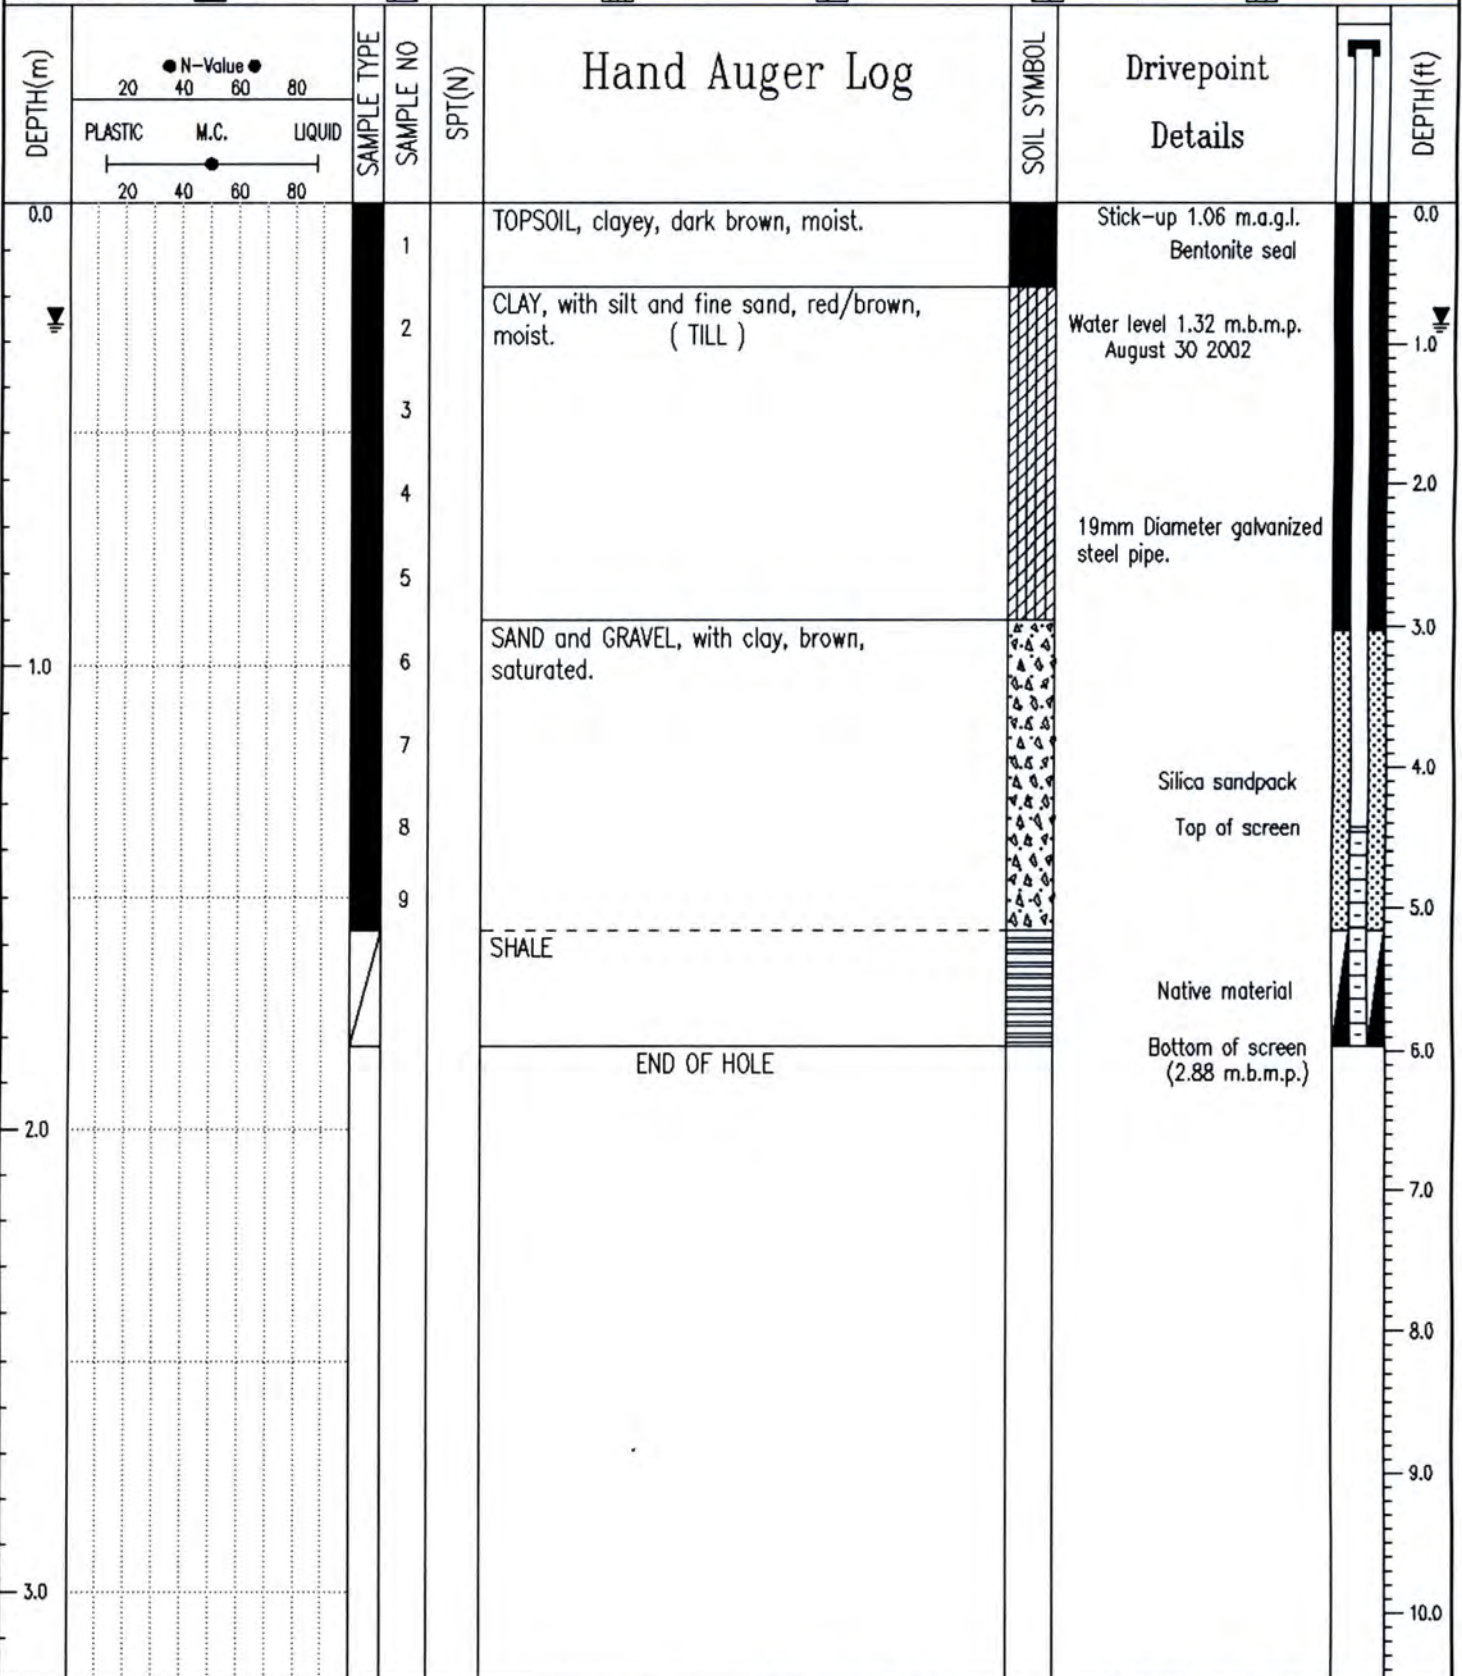 DEPTH(m)
N-Value
20 40 60 80
PLASTIC M.C. LIQUID
20 40 60 80
SAMPLE TYPE
SAMPLE NO
SPT(N)
Hand Auger Log
SOIL SYMBOL
Drivepoint
Details
DEPTH(ft)
0.0
1.0
2.0
3.0
1
2
3
4
5
6
7
8
9
TOPSOIL, clayey, dark brown, moist.
CLAY, with silt and fine sand, red/brown,
moist. ( TILL )
SAND and GRAVEL, with clay, brown,
saturated.
SHALE
END OF HOLE
Stick-up 1.06 m.a.g.l.
Bentonite seal
Water level 1.32 m.b.m.p.
August 30 2002
19mm Diameter galvanized
steel pipe.
Silica sandpack
Top of screen
Native material
Bottom of screen
(2.88 m.b.m.p.)
0.0
1.0
2.0
3.0
4.0
5.0
6.0
7.0
8.0
9.0
10.0